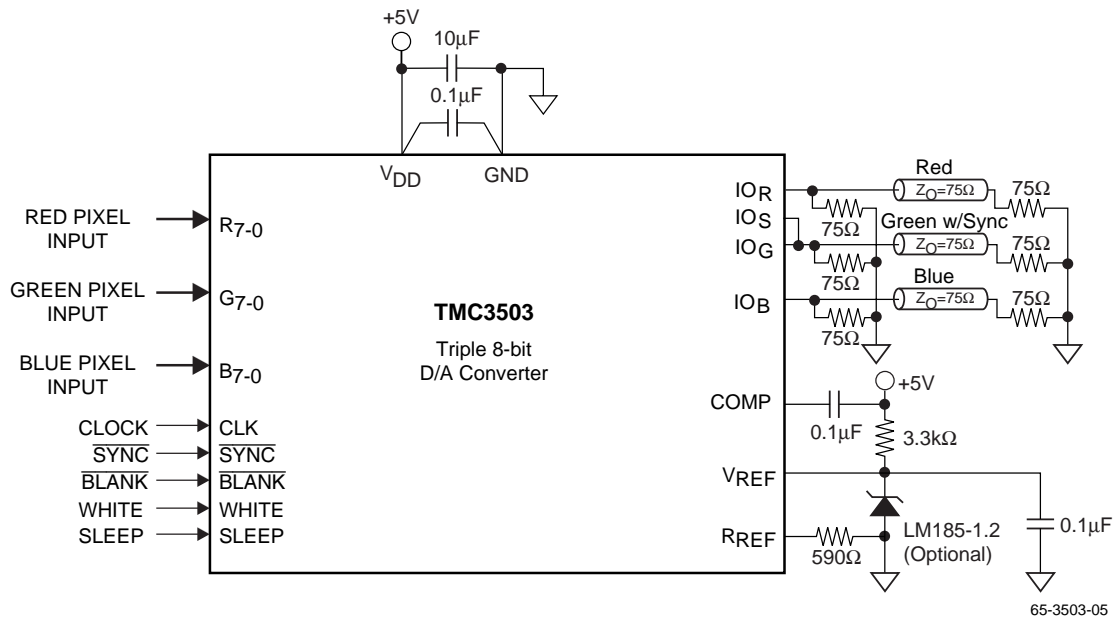 +5V
10μF
0.1μF
VDD
GND
RED PIXEL
INPUT
R7-0
GREEN PIXEL
INPUT
G7-0
BLUE PIXEL
INPUT
B7-0
CLOCK
CLK
SYNC
SYNC
BLANK
BLANK
WHITE
WHITE
SLEEP
SLEEP
TMC3503
Triple 8-bit
D/A Converter
IOR
IOS
IOG
IOB
Red
ZO=75Ω
75Ω
75Ω
Green w/Sync
ZO=75Ω
75Ω
75Ω
Blue
ZO=75Ω
75Ω
75Ω
COMP
0.1μF
+5V
3.3kΩ
VREF
LM185-1.2
(Optional)
0.1μF
RREF
590Ω
65-3503-05